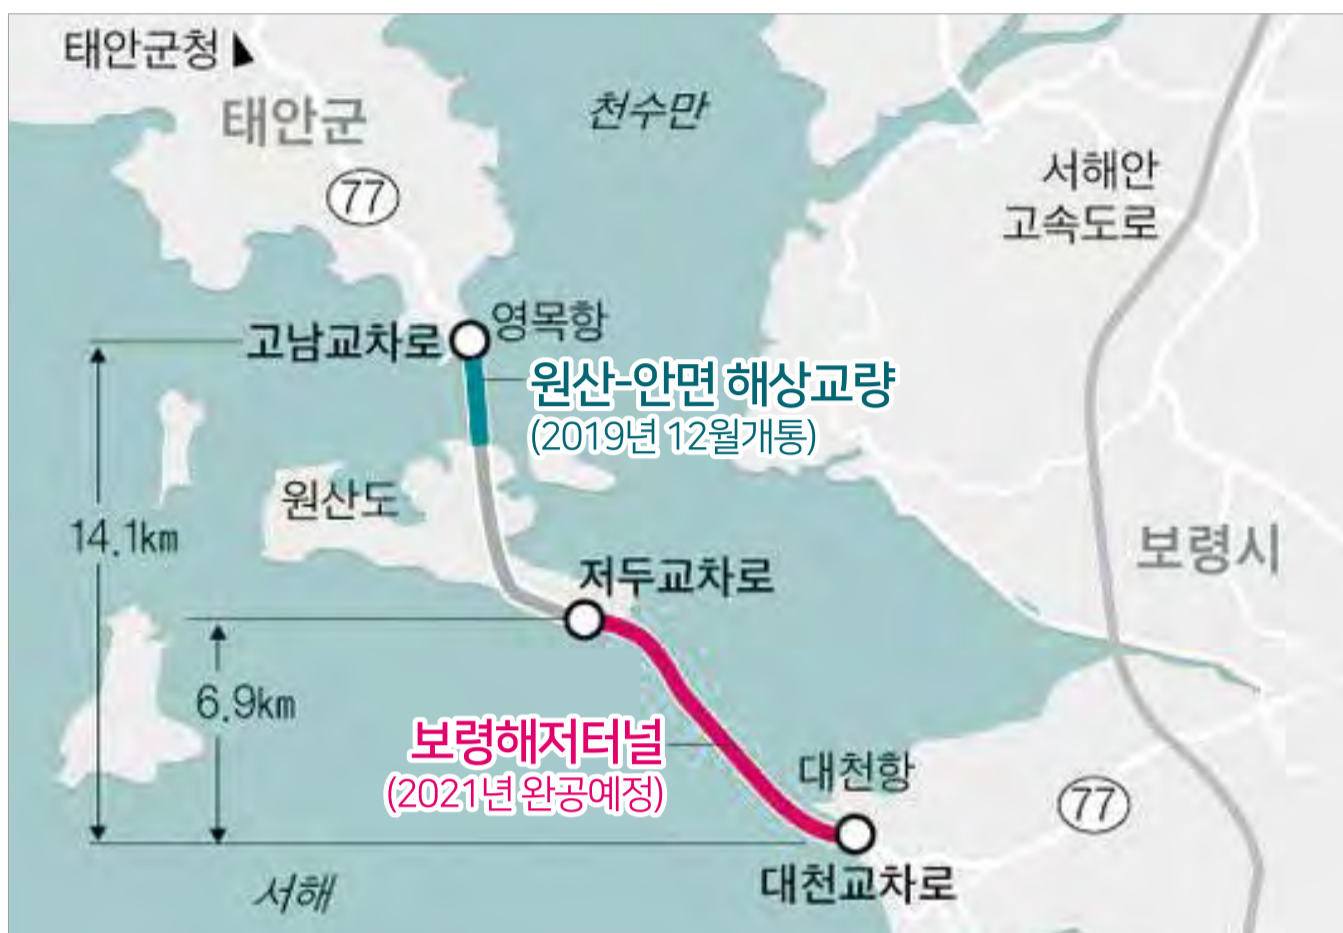 태안군청
태안군
천수만
77
서해안
고속도로
고남교차로
영목항
원산-안면 해상교량
(2019년 12월개통)
원산도
14.1km
보령시
저두교차로
6.9km
보령해저터널
(2021년 완공예정)
대천항
77
대천교차로
서해